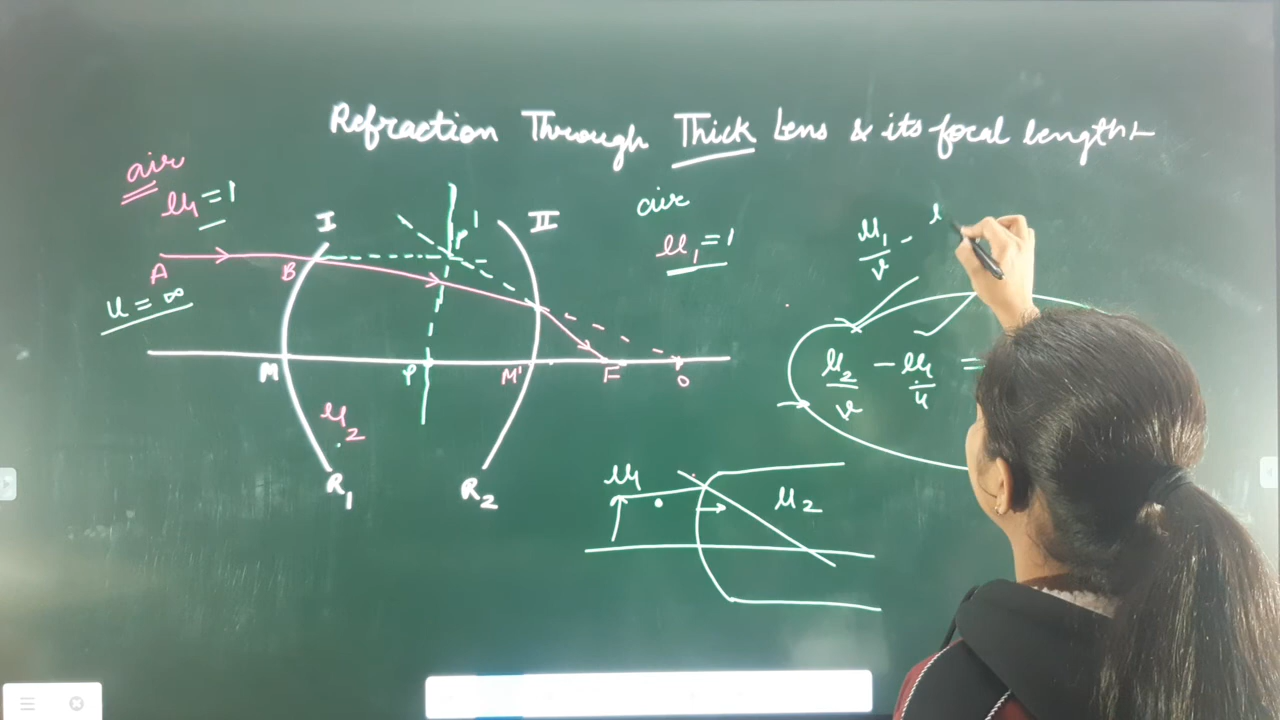 Refraction Through Thick Lens & its focal length
air
μ₁ = 1
I
II
P'
air
μ₁ = 1
μ₁/v -
A
B
u = ∞
M
P
M'
F
O
μ₂/v - μ₁/u =
μ₂
R₁
R₂
μ₁
μ₂